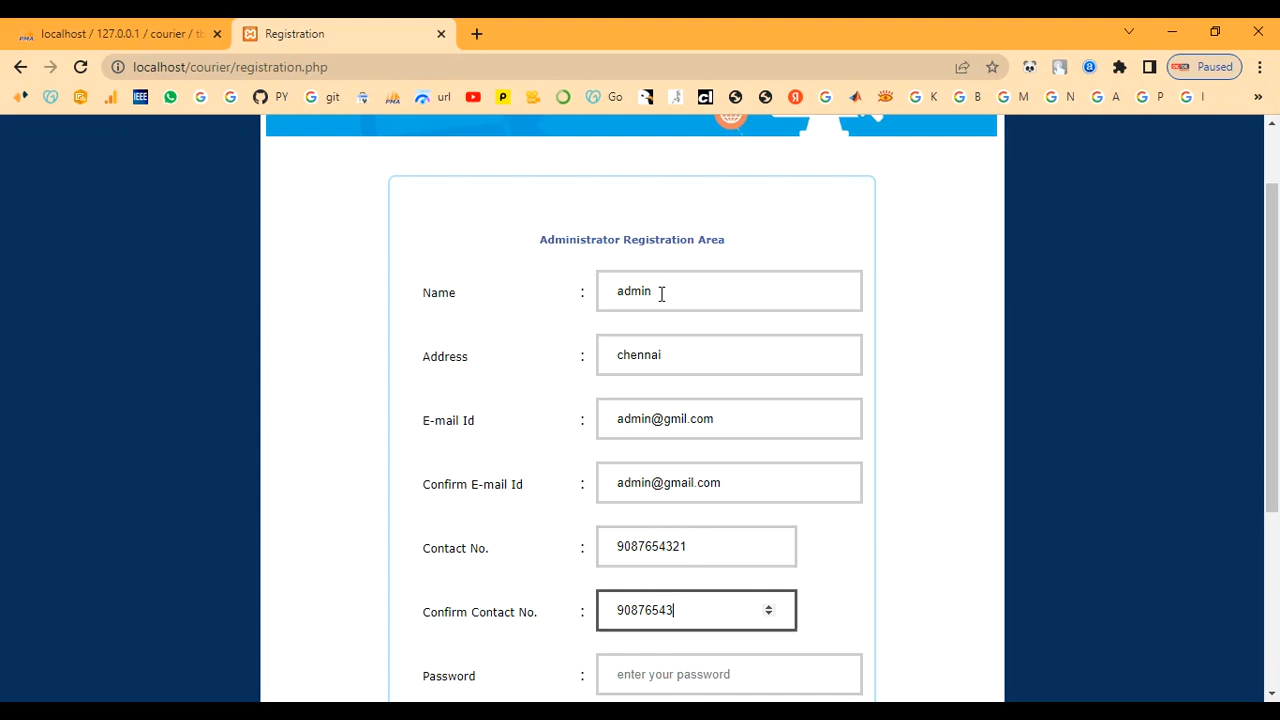 localhost / 127.0.0.1 / courier / tb
Registration
localhost/courier/registration.php
Paused
IEEE
PY
git
url
Go
K
B
M
N
A
P
I
»
Administrator Registration Area
Name : admin
Address : chennai
E-mail Id : admin@gmil.com
Confirm E-mail Id : admin@gmail.com
Contact No. : 9087654321
Confirm Contact No. : 90876543
Password : enter your password